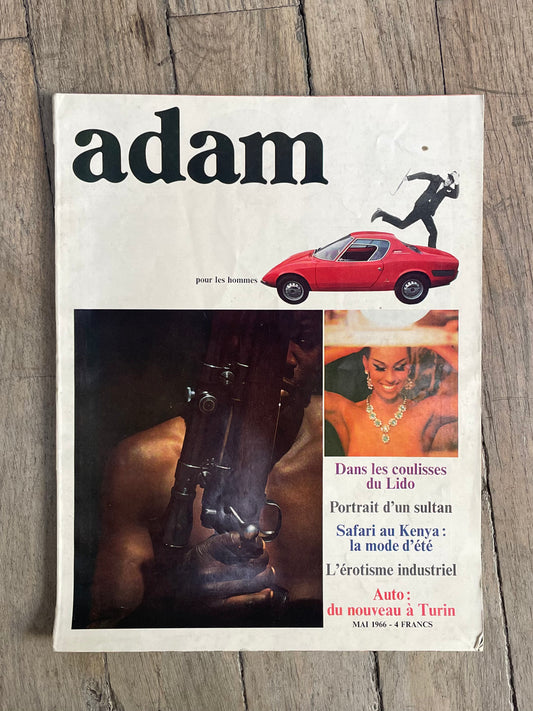 adam
pour les hommes
Dans les coulisses
du Lido
Portrait d'un sultan
Safari au Kenya :
la mode d'été
L'érotisme industriel
Auto :
du nouveau à Turin
MAI 1966 - 4 FRANCS